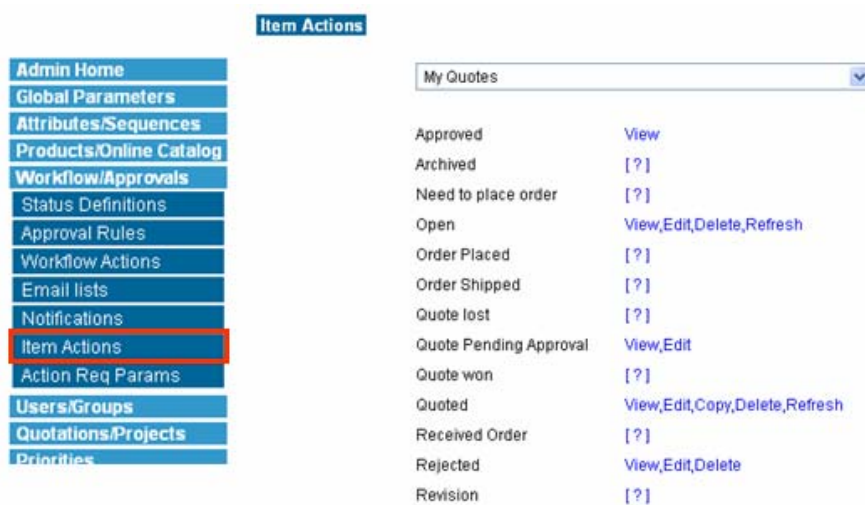 Item Actions
Admin Home
Global Parameters
Attributes/Sequences
Products/Online Catalog
Workflow/Approvals
Status Definitions
Approval Rules
Workflow Actions
Email lists
Notifications
Item Actions
Action Req Params
Users/Groups
Quotations/Projects
Priorities
My Quotes
Approved View
Archived [ ? ]
Need to place order [ ? ]
Open View,Edit,Delete,Refresh
Order Placed [ ? ]
Order Shipped [ ? ]
Quote lost [ ? ]
Quote Pending Approval View,Edit
Quote won [ ? ]
Quoted View,Edit,Copy,Delete,Refresh
Received Order [ ? ]
Rejected View,Edit,Delete
Revision [ ? ]